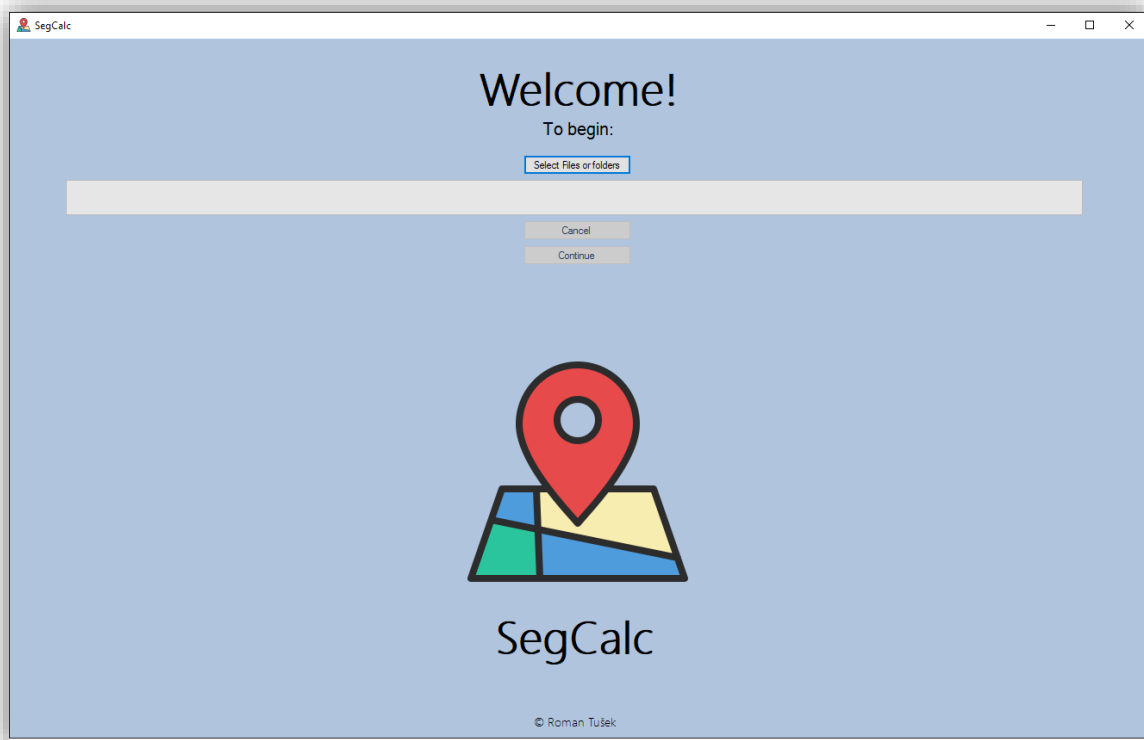 SegCalc
Welcome!
To begin:
Select Files or folders
Cancel
Continue
SegCalc
© Roman Tušek